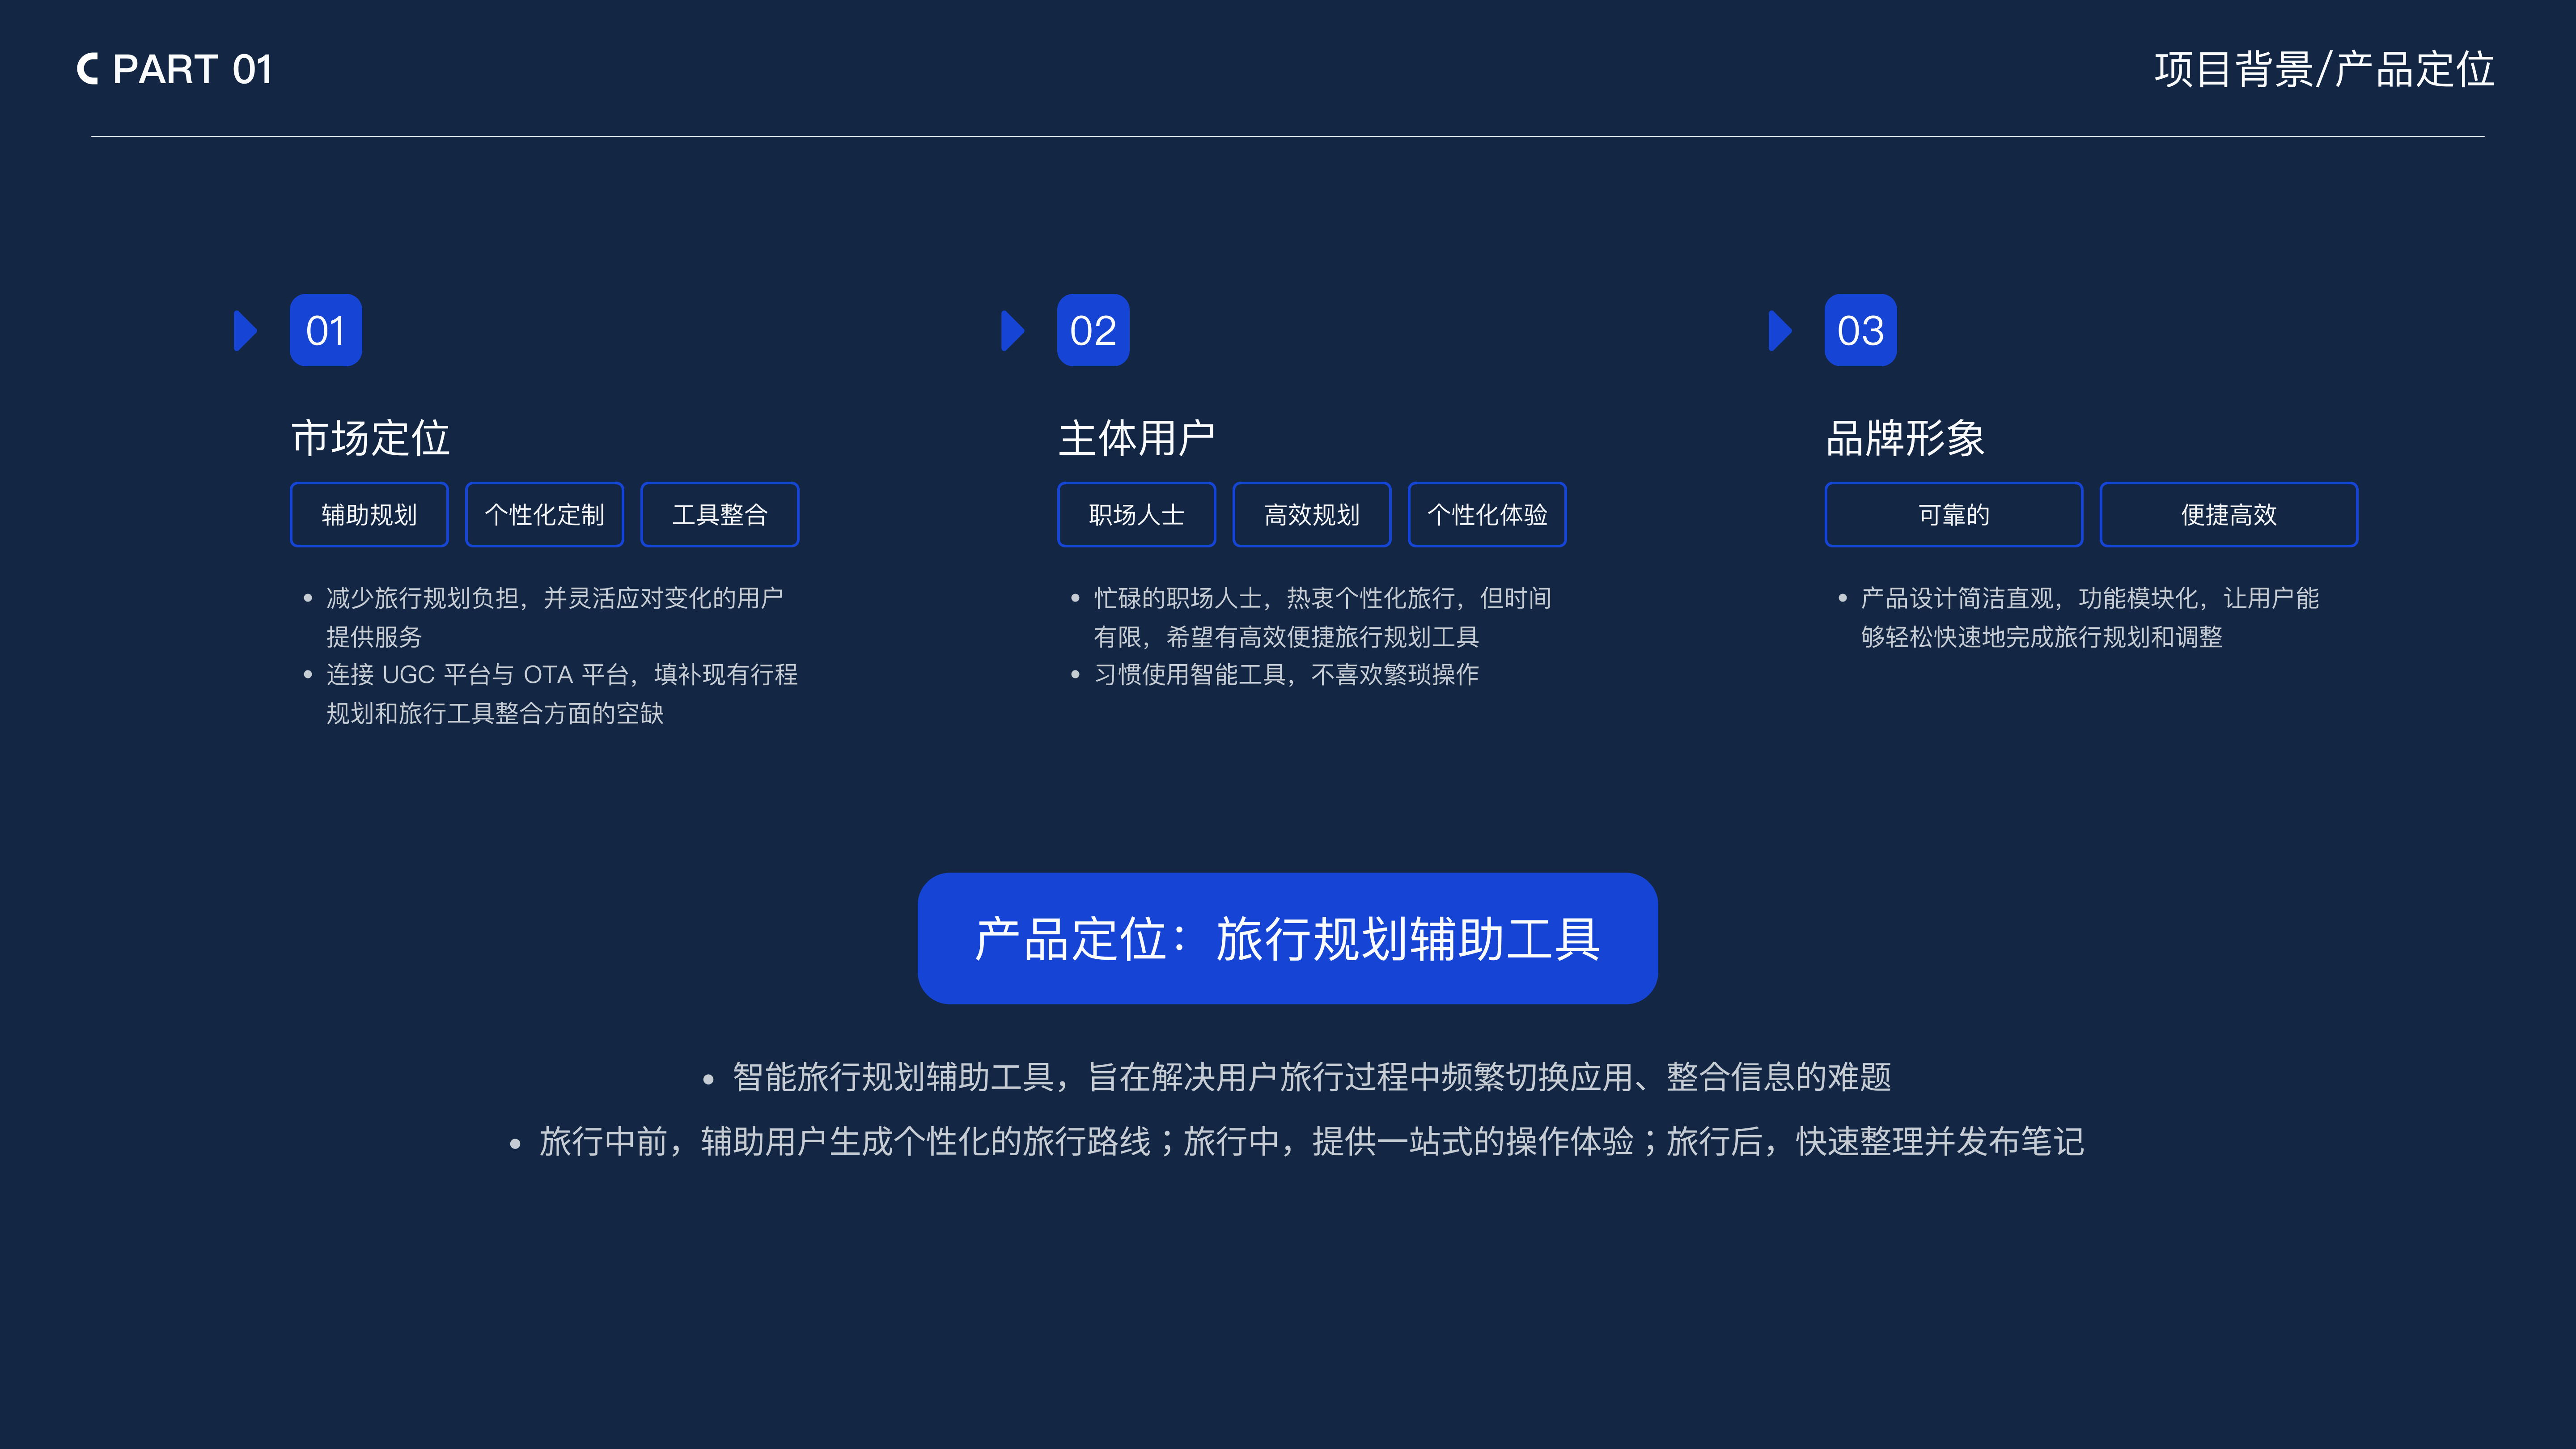 PART 01
项目背景/产品定位
01
市场定位
辅助规划
个性化定制
工具整合
减少旅行规划负担，并灵活应对变化的用户
提供服务
连接 UGC 平台与 OTA 平台，填补现有行程
规划和旅行工具整合方面的空缺
02
主体用户
职场人士
高效规划
个性化体验
忙碌的职场人士，热衷个性化旅行，但时间
有限，希望有高效便捷旅行规划工具
习惯使用智能工具，不喜欢繁琐操作
03
品牌形象
可靠的
便捷高效
产品设计简洁直观，功能模块化，让用户能
够轻松快速地完成旅行规划和调整
产品定位：旅行规划辅助工具
智能旅行规划辅助工具，旨在解决用户旅行过程中频繁切换应用、整合信息的难题
旅行中前，辅助用户生成个性化的旅行路线；旅行中，提供一站式的操作体验；旅行后，快速整理并发布笔记